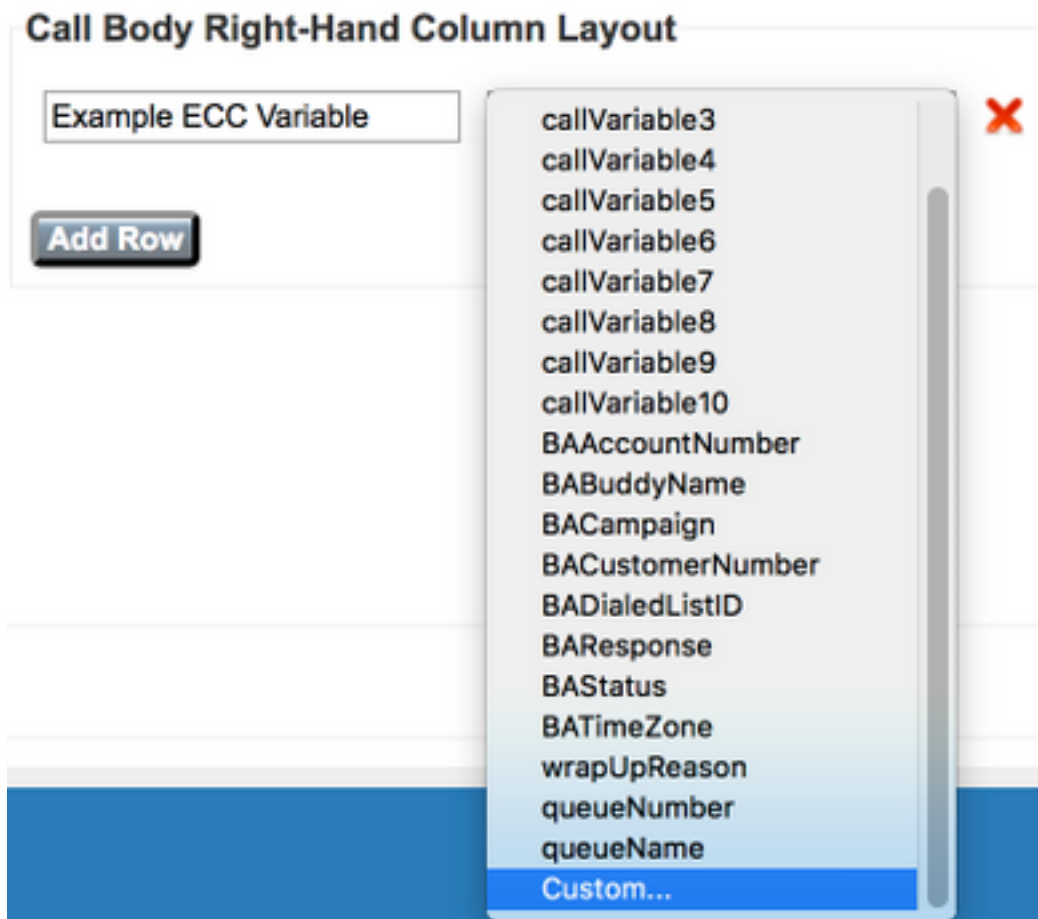 Call Body Right-Hand Column Layout
Example ECC Variable
callVariable3
callVariable4
callVariable5
callVariable6
callVariable7
callVariable8
callVariable9
callVariable10
BAAccountNumber
BABuddyName
BACampaign
BACustomerNumber
BADialedListID
BAResponse
BAStatus
BATimeZone
wrapUpReason
queueNumber
queueName
Custom...
Add Row